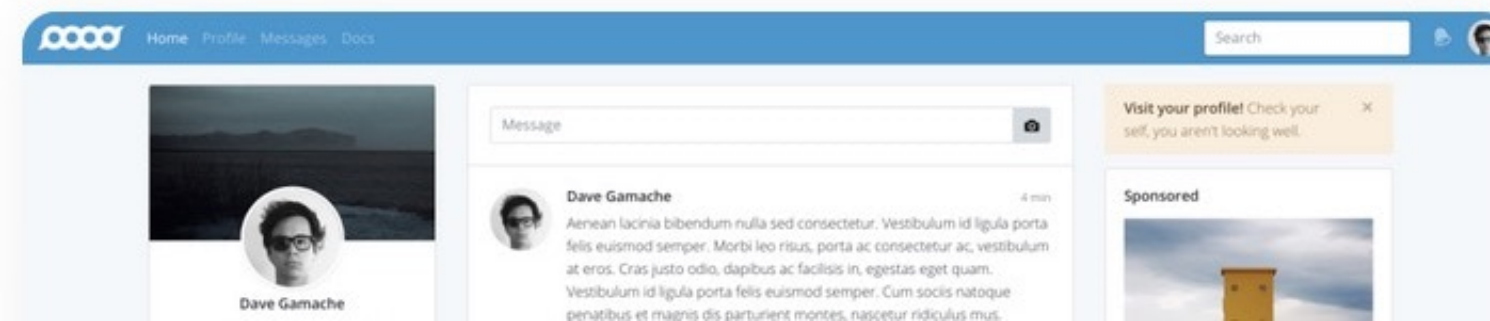 Home Profile Messages Docs
Search
Dave Gamache
Message
Dave Gamache
4 min
Aenean lacinia bibendum nulla sed consectetur. Vestibulum id ligula porta
felis euismod semper. Morbi leo risus, porta ac consectetur ac, vestibulum
at eros. Cras justo odio, dapibus ac facilisis in, egestas eget quam.
Vestibulum id ligula porta felis euismod semper. Cum sociis natoque
penatibus et magnis dis parturient montes, nascetur ridiculus mus.
Visit your profile! Check your
self, you aren't looking well.
×
Sponsored